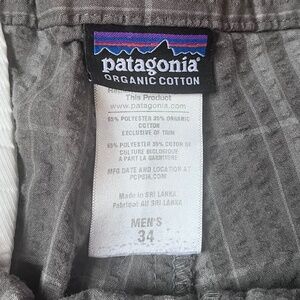 patagonia®
ORGANIC COTTON
This Product
www.patagonia.com
65% POLYESTER 35% ORGANIC
COTTON
EXCLUSIVE OF TRIM
65% POLYESTER 35% COTON DE
CULTURE BIOLOGIQUE
A PART LA GARNITURE
MFG DATE AND LOCATION AT
Made in SRI LANKA
Fabriqué AU SRI LANKA
MEN'S
34